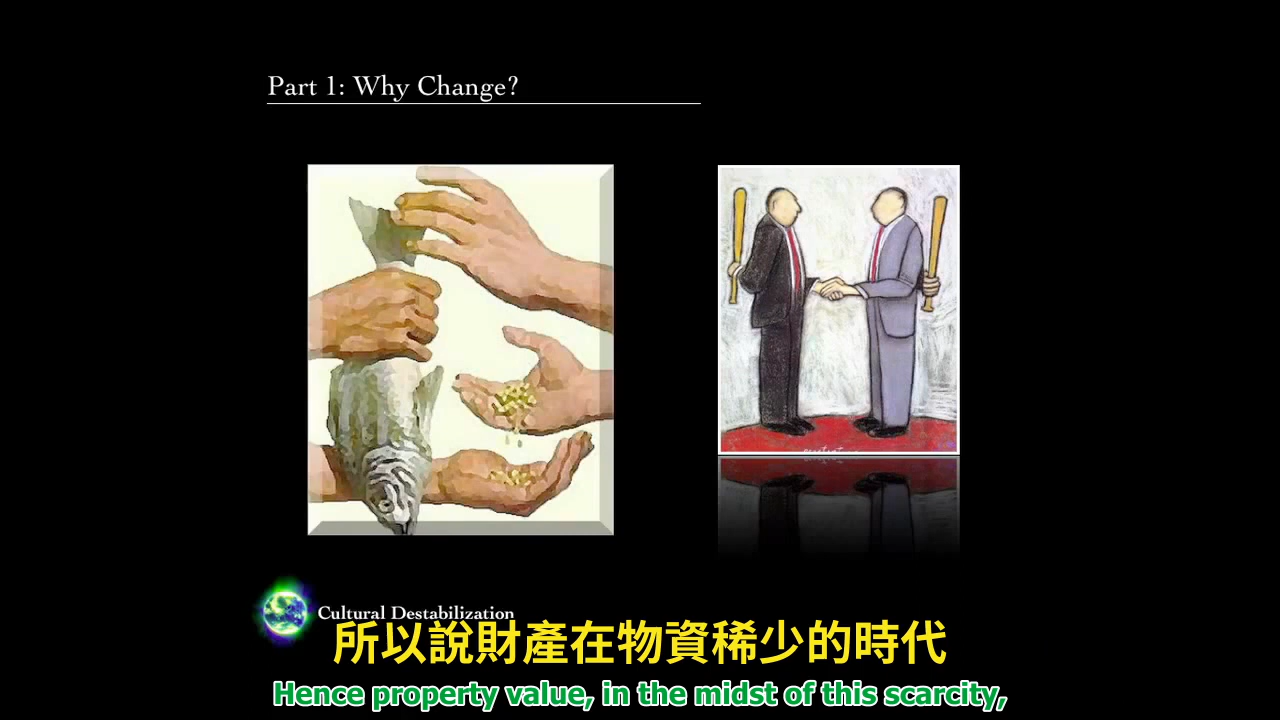 Part 1: Why Change?
Cultural Destabilization
所以說財產在物資稀少的時代
Hence property value, in the midst of this scarcity,